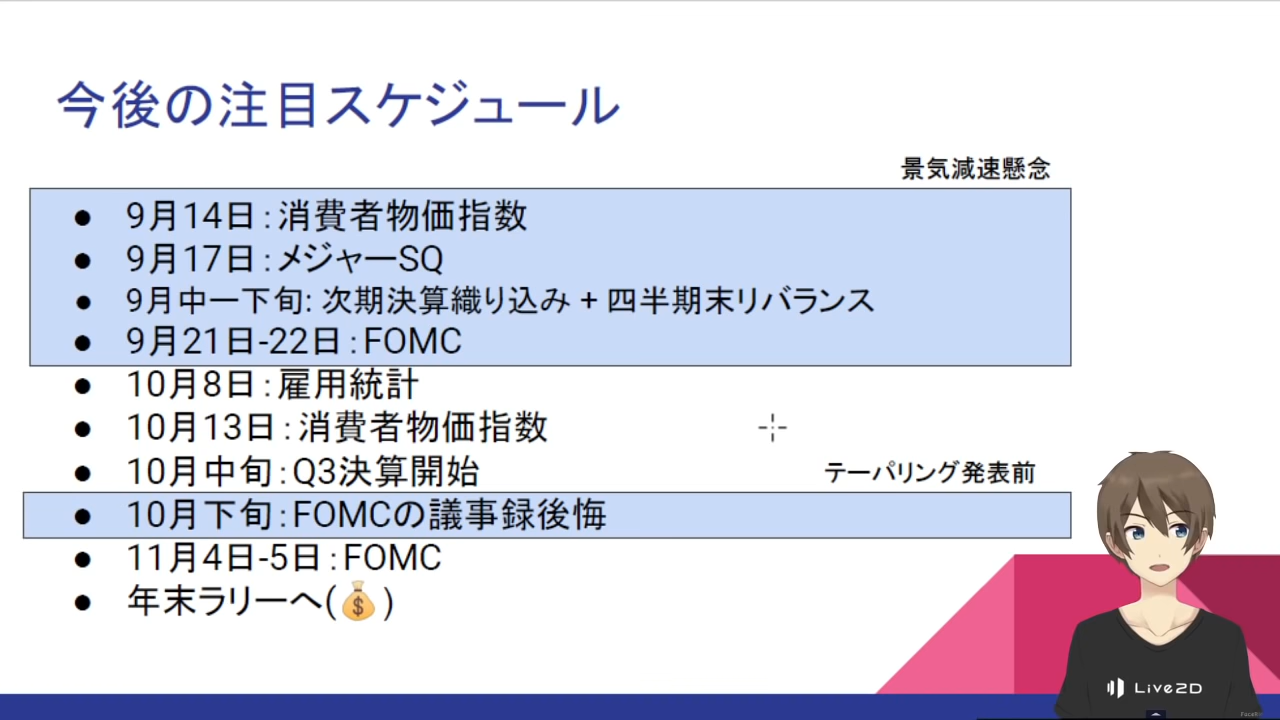 今後の注目スケジュール
景気減速懸念
● 9月14日:消費者物価指数
● 9月17日:メジャーSQ
● 9月中ー下旬: 次期決算織り込み + 四半期末リバランス
● 9月21日-22日:FOMC
● 10月8日:雇用統計
● 10月13日:消費者物価指数
● 10月中旬:Q3決算開始
テーパリング発表前
● 10月下旬:FOMCの議事録後悔
● 11月4日-5日:FOMC
● 年末ラリーへ(💰)
Live2D